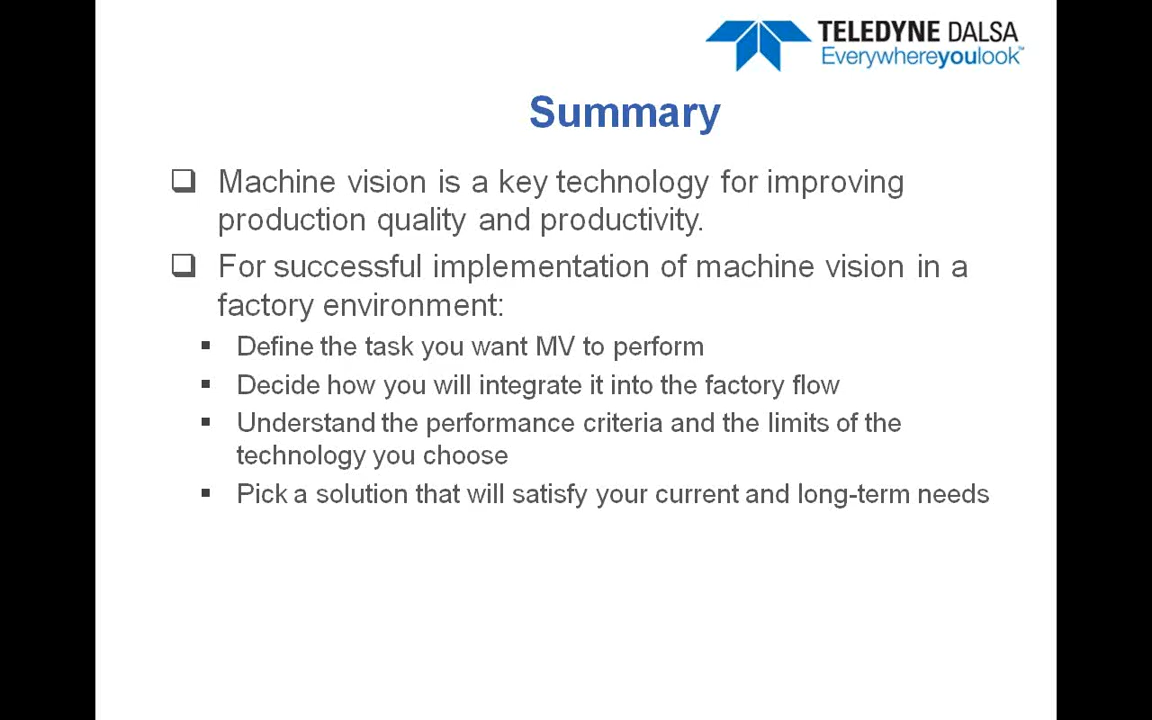 TELEDYNE DALSA
Everywhereyoulook™
Summary
❑ Machine vision is a key technology for improving
production quality and productivity.
❑ For successful implementation of machine vision in a
factory environment:
▪ Define the task you want MV to perform
▪ Decide how you will integrate it into the factory flow
▪ Understand the performance criteria and the limits of the
technology you choose
▪ Pick a solution that will satisfy your current and long-term needs